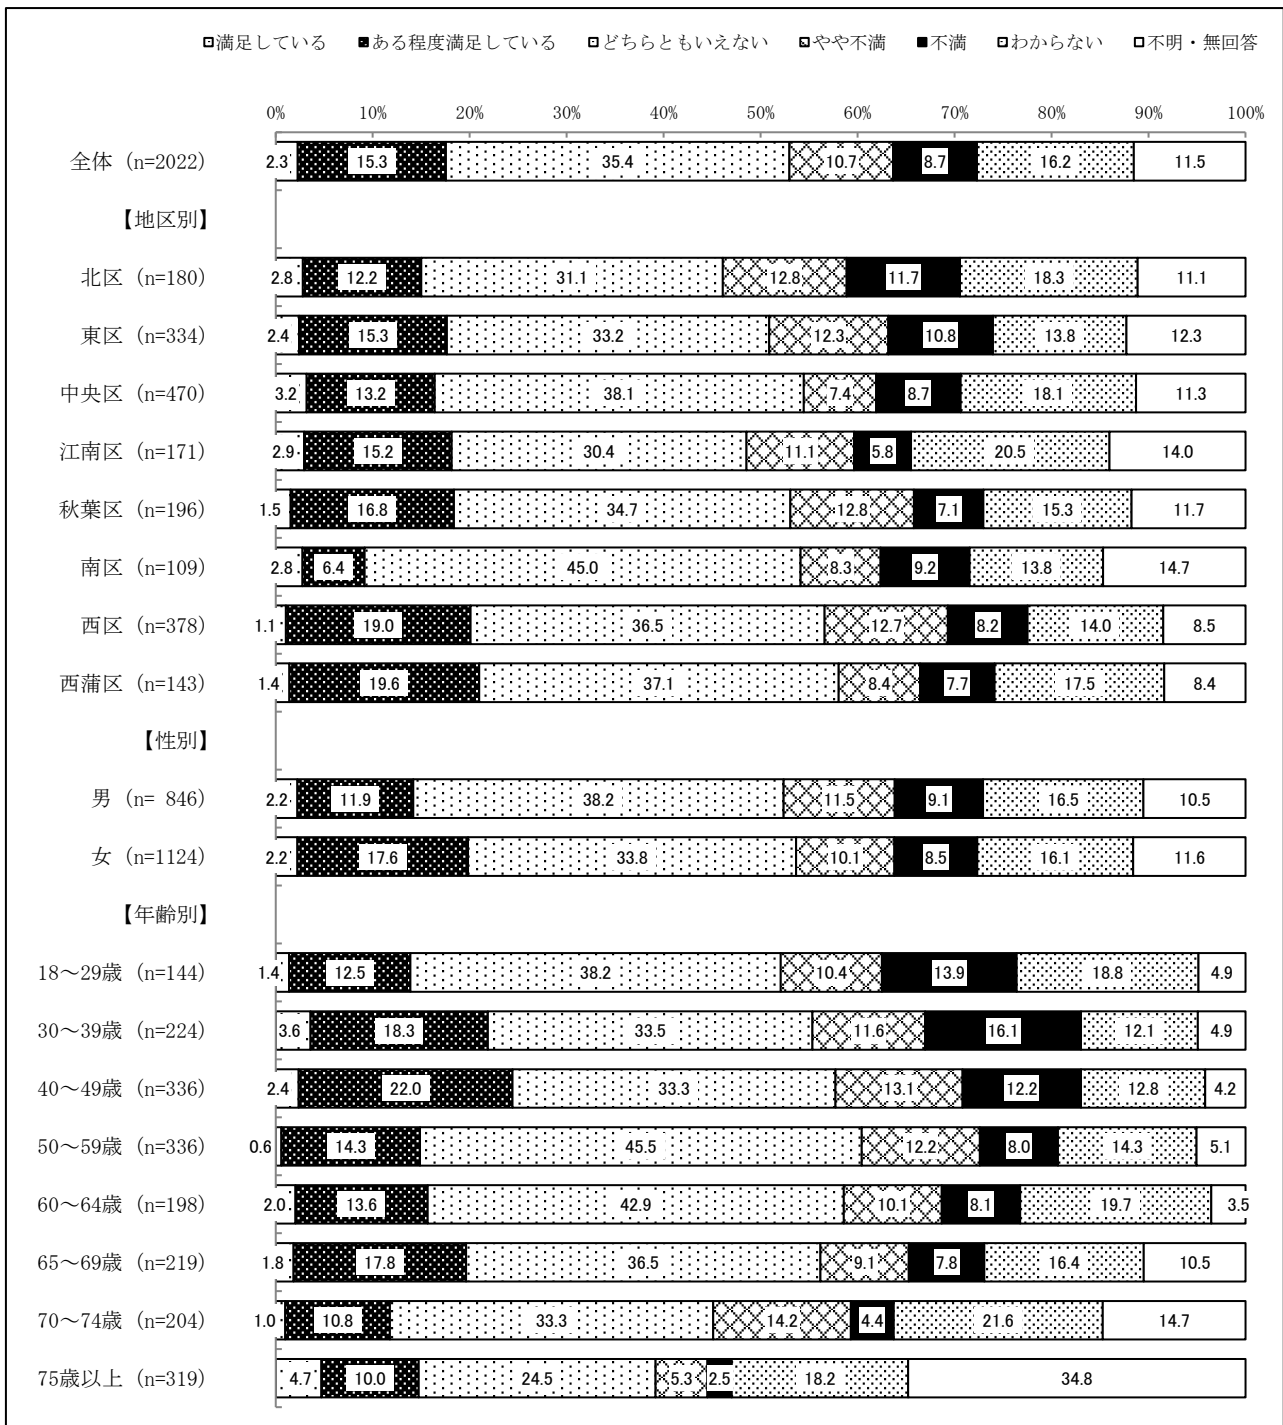 満足している ある程度満足している どちらともいえない やや不満 不満 わからない 不明・無回答
0% 10% 20% 30% 40% 50% 60% 70% 80% 90% 100%
全体 (n=2022) 2.3 15.3 35.4 10.7 8.7 16.2 11.5
【地区別】
北区 (n=180) 2.8 12.2 31.1 12.8 11.7 18.3 11.1
東区 (n=334) 2.4 15.3 33.2 12.3 10.8 13.8 12.3
中央区 (n=470) 3.2 13.2 38.1 7.4 8.7 18.1 11.3
江南区 (n=171) 2.9 15.2 30.4 11.1 5.8 20.5 14.0
秋葉区 (n=196) 1.5 16.8 34.7 12.8 7.1 15.3 11.7
南区 (n=109) 2.8 6.4 45.0 8.3 9.2 13.8 14.7
西区 (n=378) 1.1 19.0 36.5 12.7 8.2 14.0 8.5
西蒲区 (n=143) 1.4 19.6 37.1 8.4 7.7 17.5 8.4
【性別】
男 (n= 846) 2.2 11.9 38.2 11.5 9.1 16.5 10.5
女 (n=1124) 2.2 17.6 33.8 10.1 8.5 16.1 11.6
【年齢別】
18～29歳 (n=144) 1.4 12.5 38.2 10.4 13.9 18.8 4.9
30～39歳 (n=224) 3.6 18.3 33.5 11.6 16.1 12.1 4.9
40～49歳 (n=336) 2.4 22.0 33.3 13.1 12.2 12.8 4.2
50～59歳 (n=336) 0.6 14.3 45.5 12.2 8.0 14.3 5.1
60～64歳 (n=198) 2.0 13.6 42.9 10.1 8.1 19.7 3.5
65～69歳 (n=219) 1.8 17.8 36.5 9.1 7.8 16.4 10.5
70～74歳 (n=204) 1.0 10.8 33.3 14.2 4.4 21.6 14.7
75歳以上 (n=319) 4.7 10.0 24.5 5.3 2.5 18.2 34.8